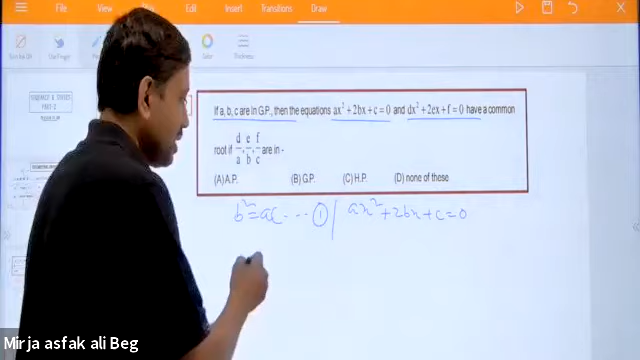 File Edit Insert Transitions Draw
If a, b, c are in G.P., then the equations ax² + 2bx + c = 0 and dx² + 2ex + f = 0 have a common
root if d/a, e/b, f/c are in -
(A) A.P. (B) G.P. (C) H.P. (D) none of these
b² = ac --- ① | ax² + 2bx + c = 0
Mirja asfak ali Beg